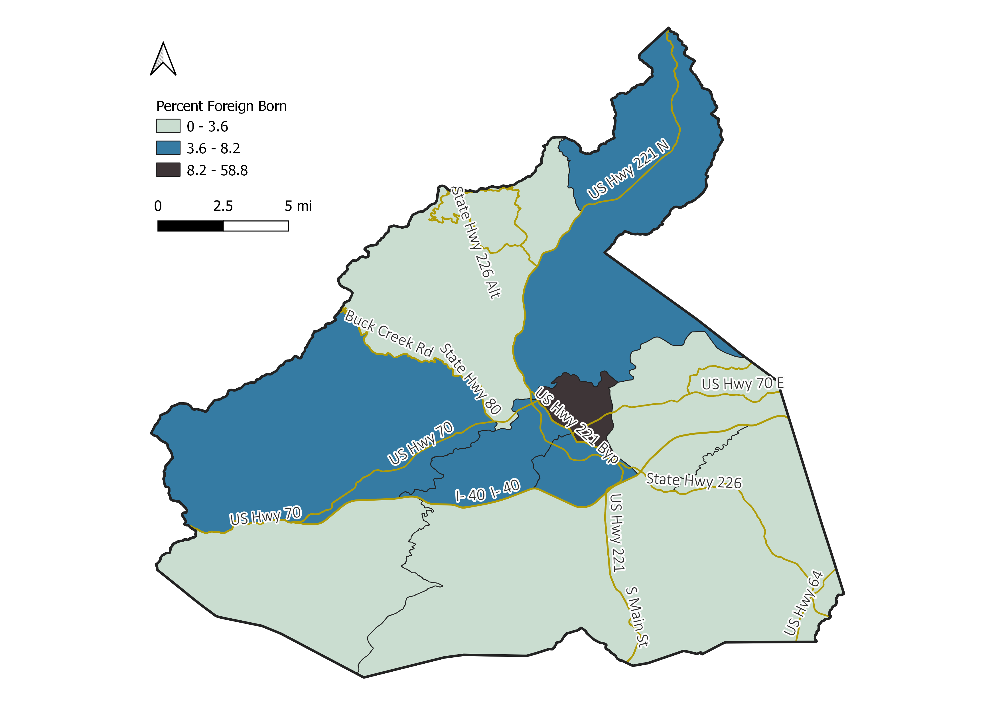 Percent Foreign Born
0 - 3.6
3.6 - 8.2
8.2 - 58.8
0 2.5 5 mi
US Hwy 221 N
State Hwy 226 Alt
Buck Creek Rd
State Hwy 80
US Hwy 70 E
US Hwy 221 Byp
US Hwy 70
State Hwy 226
I- 40 I- 40
US Hwy 70
US Hwy 221
US Hwy 64
S Main St